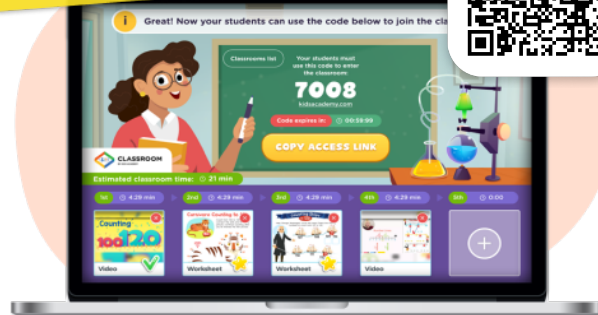 i
Great! Now your students can use the code below to join the cla
Classrooms list
Your students must
use this code to enter
the classroom:
7008
kidsacademy.com
Code expires in:
00:59:99
COPY ACCESS LINK
CLASSROOM
Estimated classroom time: 21 min
1st 4:29 min
2nd 4:29 min
3rd 4:29 min
4th 4:29 min
5th 0:00
Counting
100 120
Video
Worksheet
Worksheet
Video